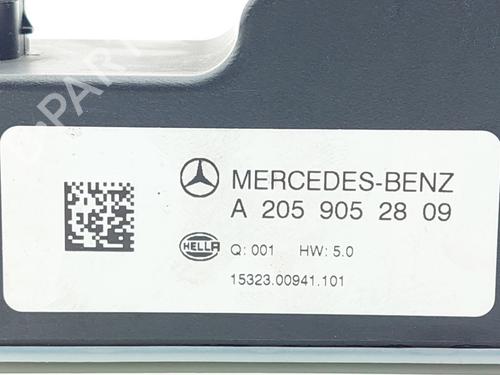 MERCEDES-BENZ
A 205 905 28 09
HELLA Q: 001 HW: 5.0
15323.00941.101